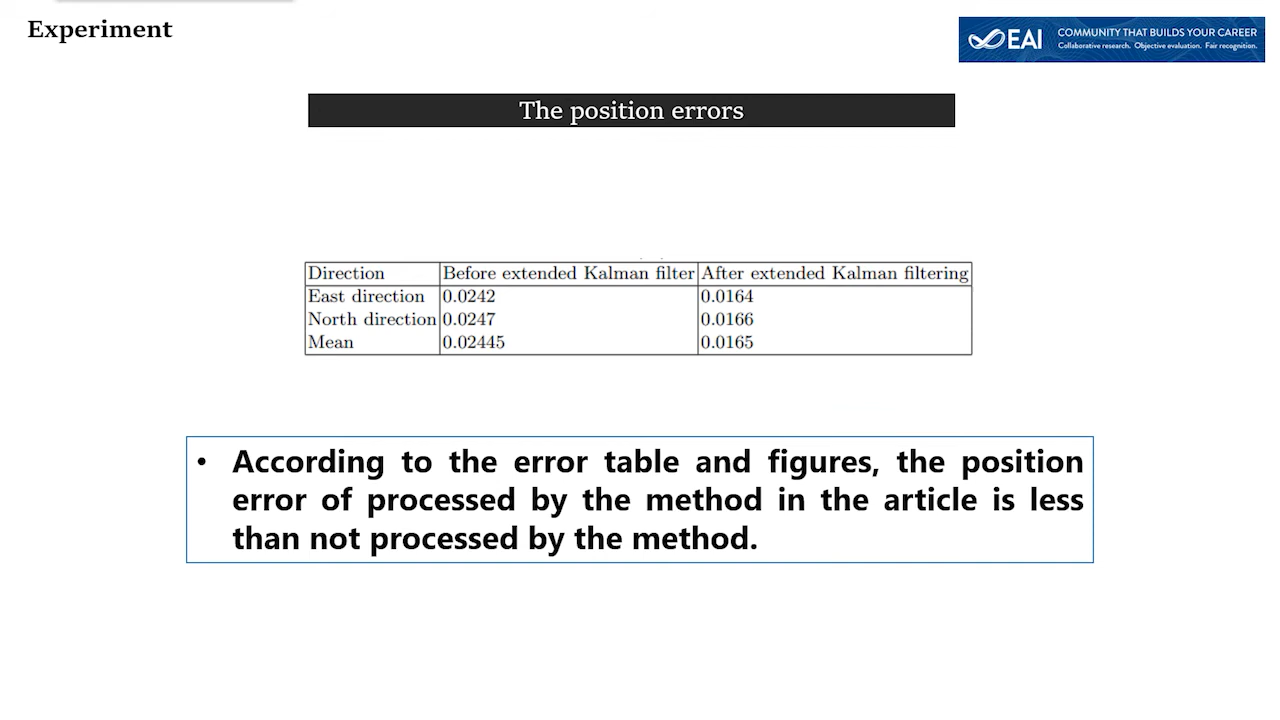 Experiment
EAI
COMMUNITY THAT BUILDS YOUR CAREER
Collaborative research. Objective evaluation. Fair recognition.
The position errors
Direction Before extended Kalman filter After extended Kalman filtering
East direction 0.0242 0.0164
North direction 0.0247 0.0166
Mean 0.02445 0.0165
• According to the error table and figures, the position
error of processed by the method in the article is less
than not processed by the method.